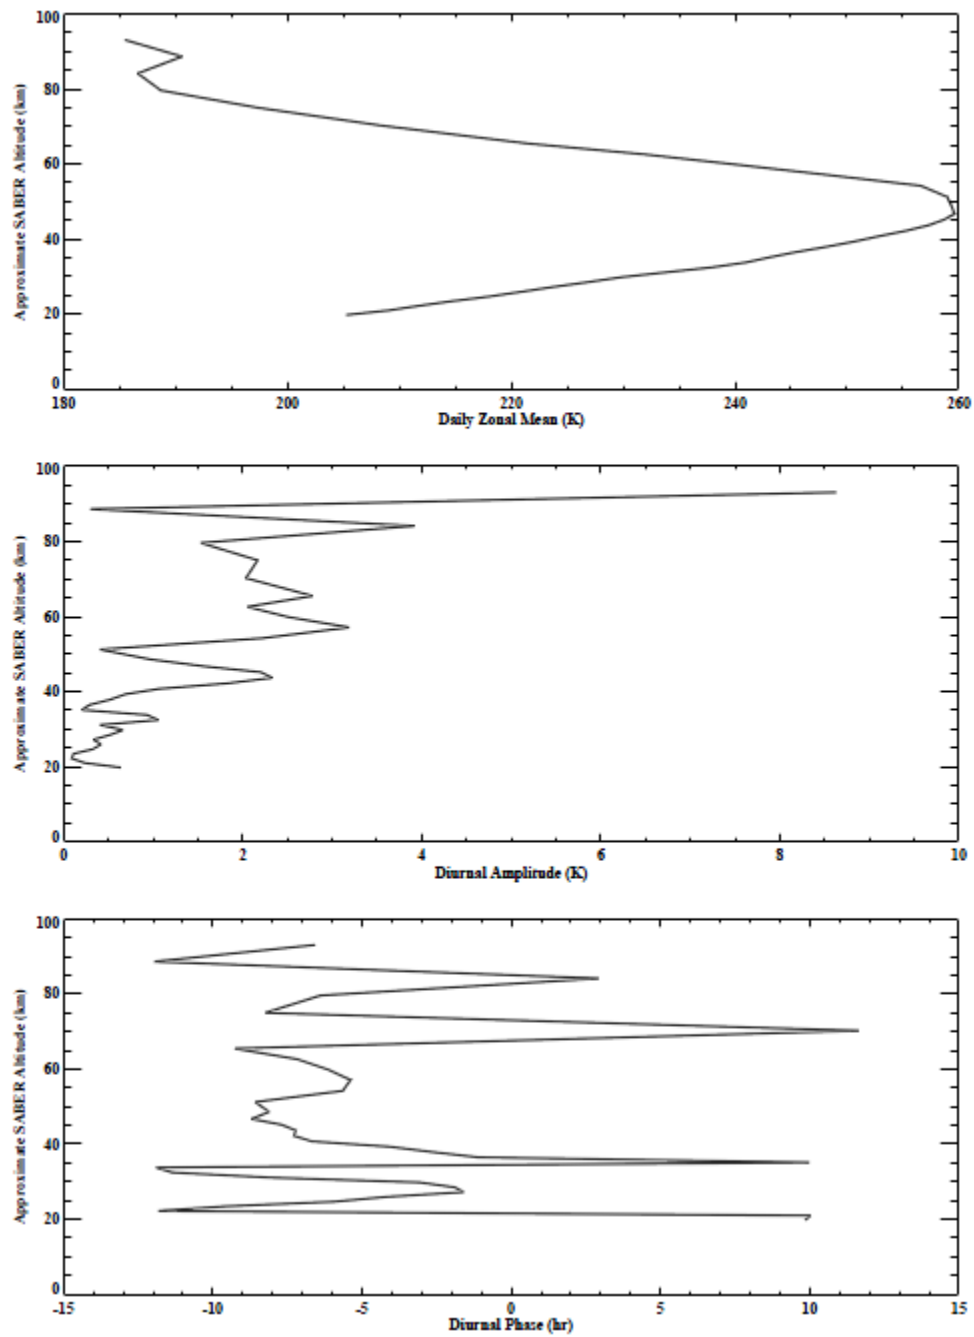 100
80
60
40
20
0
Approximate SABER Altitude (km)
180 200 220 240 260
Daily Zonal Mean (K)
100
80
60
40
20
0
Approximate SABER Altitude (km)
0 2 4 6 8 10
Diurnal Amplitude (K)
100
80
60
40
20
0
Approximate SABER Altitude (km)
-15 -10 -5 0 5 10 15
Diurnal Phase (hr)